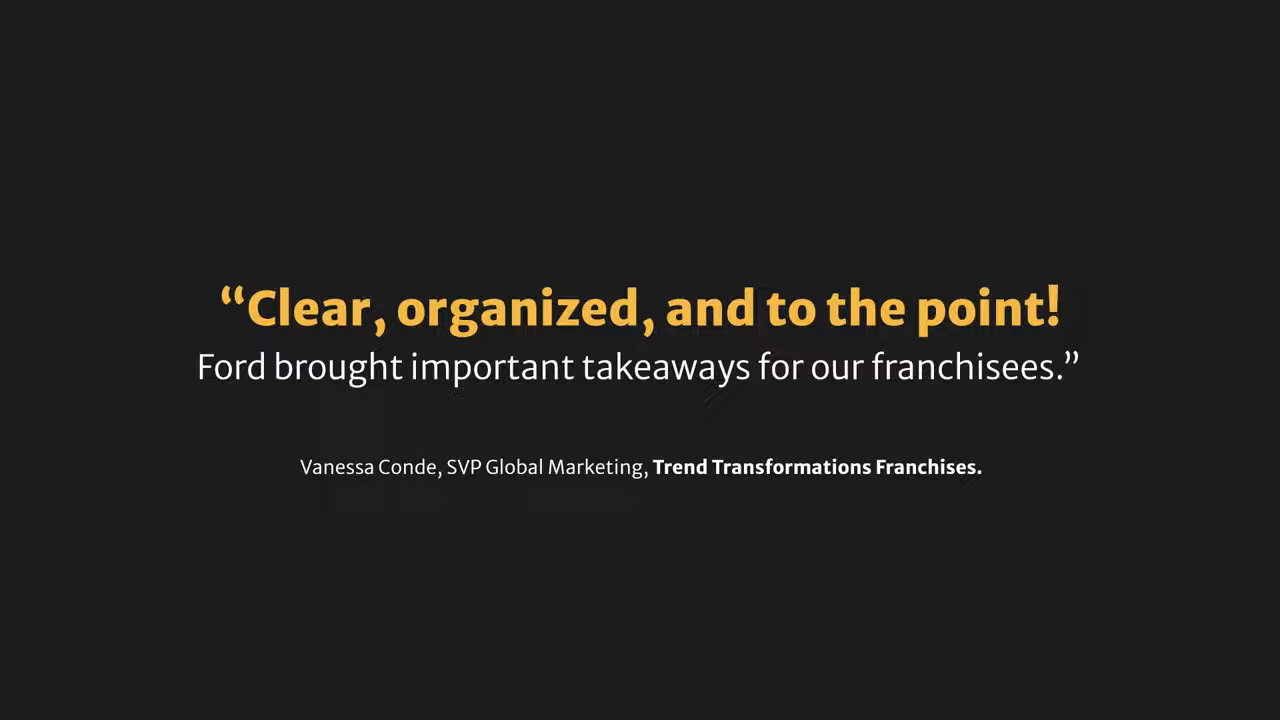 “Clear, organized, and to the point!
Ford brought important takeaways for our franchisees.”
Vanessa Conde, SVP Global Marketing, Trend Transformations Franchises.